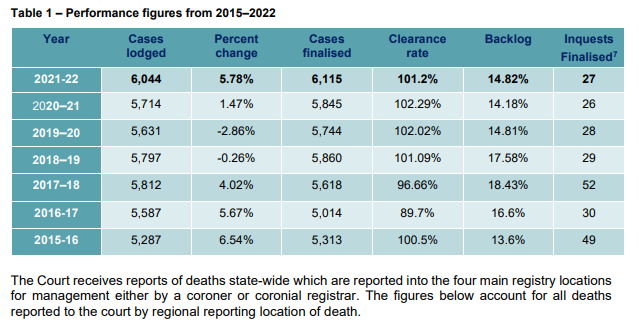 Table 1 – Performance figures from 2015–2022
Year Cases lodged Percent change Cases finalised Clearance rate Backlog Inquests Finalised7
2021-22 6,044 5.78% 6,115 101.2% 14.82% 27
2020–21 5,714 1.47% 5,845 102.29% 14.18% 26
2019–20 5,631 -2.86% 5,744 102.02% 14.81% 28
2018–19 5,797 -0.26% 5,860 101.09% 17.58% 29
2017–18 5,812 4.02% 5,618 96.66% 18.43% 52
2016-17 5,587 5.67% 5,014 89.7% 16.6% 30
2015-16 5,287 6.54% 5,313 100.5% 13.6% 49
The Court receives reports of deaths state-wide which are reported into the four main registry locations
for management either by a coroner or coronial registrar. The figures below account for all deaths
reported to the court by regional reporting location of death.